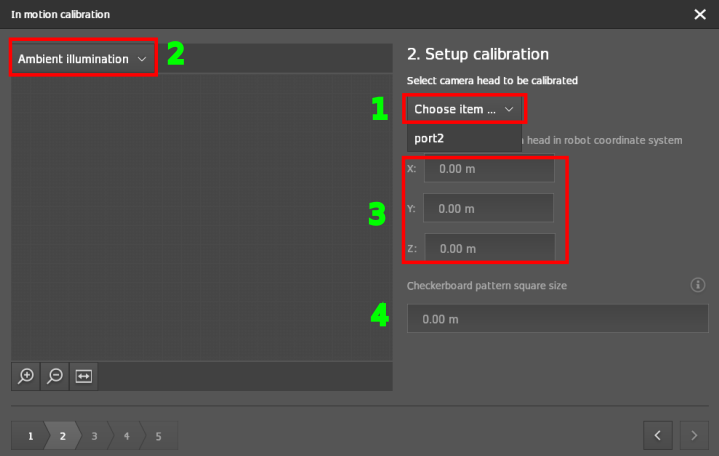 In motion calibration
Ambient illumination
2
2. Setup calibration
Select camera head to be calibrated
1
Choose item ...
port2
head in robot coordinate system
X:
0.00 m
3
Y:
0.00 m
Z:
0.00 m
Checkerboard pattern square size
4
0.00 m
1 2 3 4 5